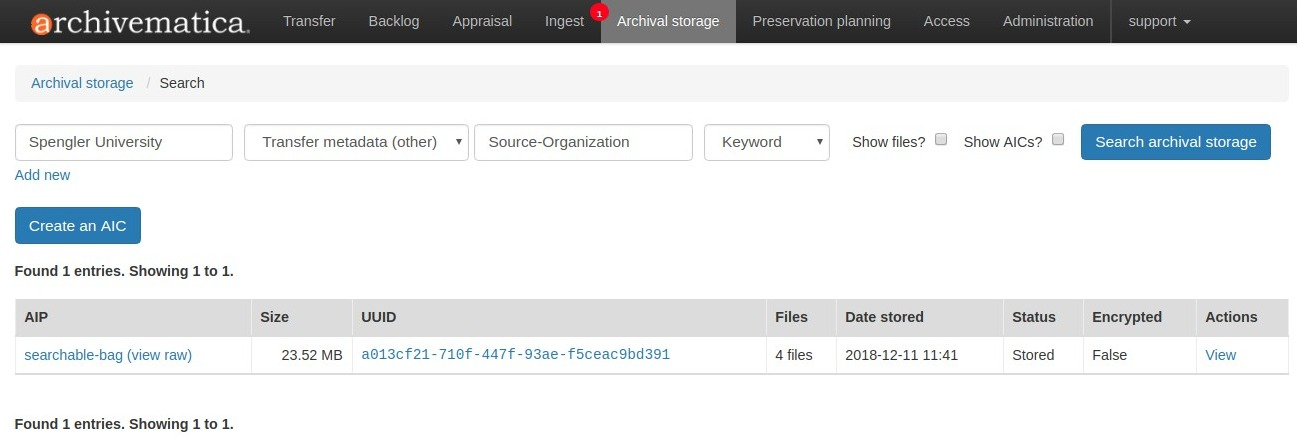 archivematica Transfer Backlog Appraisal Ingest 1 Archival storage Preservation planning Access Administration support
Archival storage / Search
Spengler University Transfer metadata (other) Source-Organization Keyword Show files? Show AICs? Search archival storage
Add new
Create an AIC
Found 1 entries. Showing 1 to 1.
AIP Size UUID Files Date stored Status Encrypted Actions
searchable-bag (view raw) 23.52 MB a013cf21-710f-447f-93ae-f5ceac9bd391 4 files 2018-12-11 11:41 Stored False View
Found 1 entries. Showing 1 to 1.